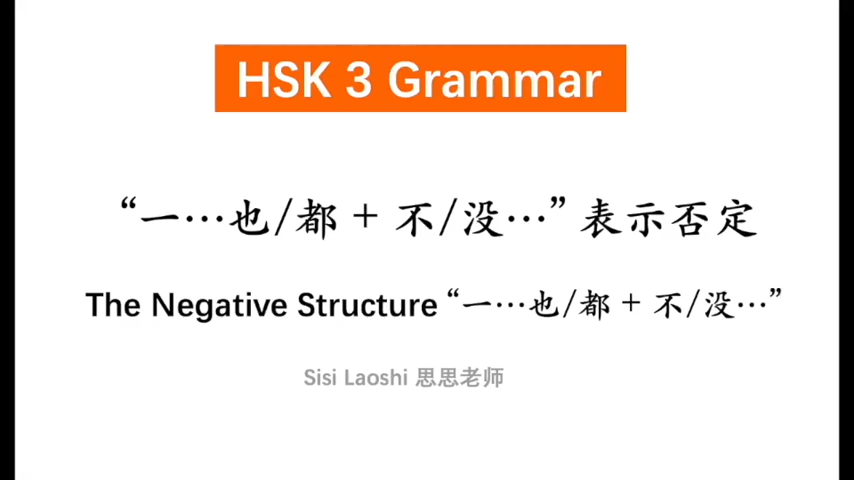 HSK 3 Grammar
“一…也/都 + 不/没…” 表示否定
The Negative Structure “一…也/都 + 不/没…”
Sisi Laoshi 思思老师